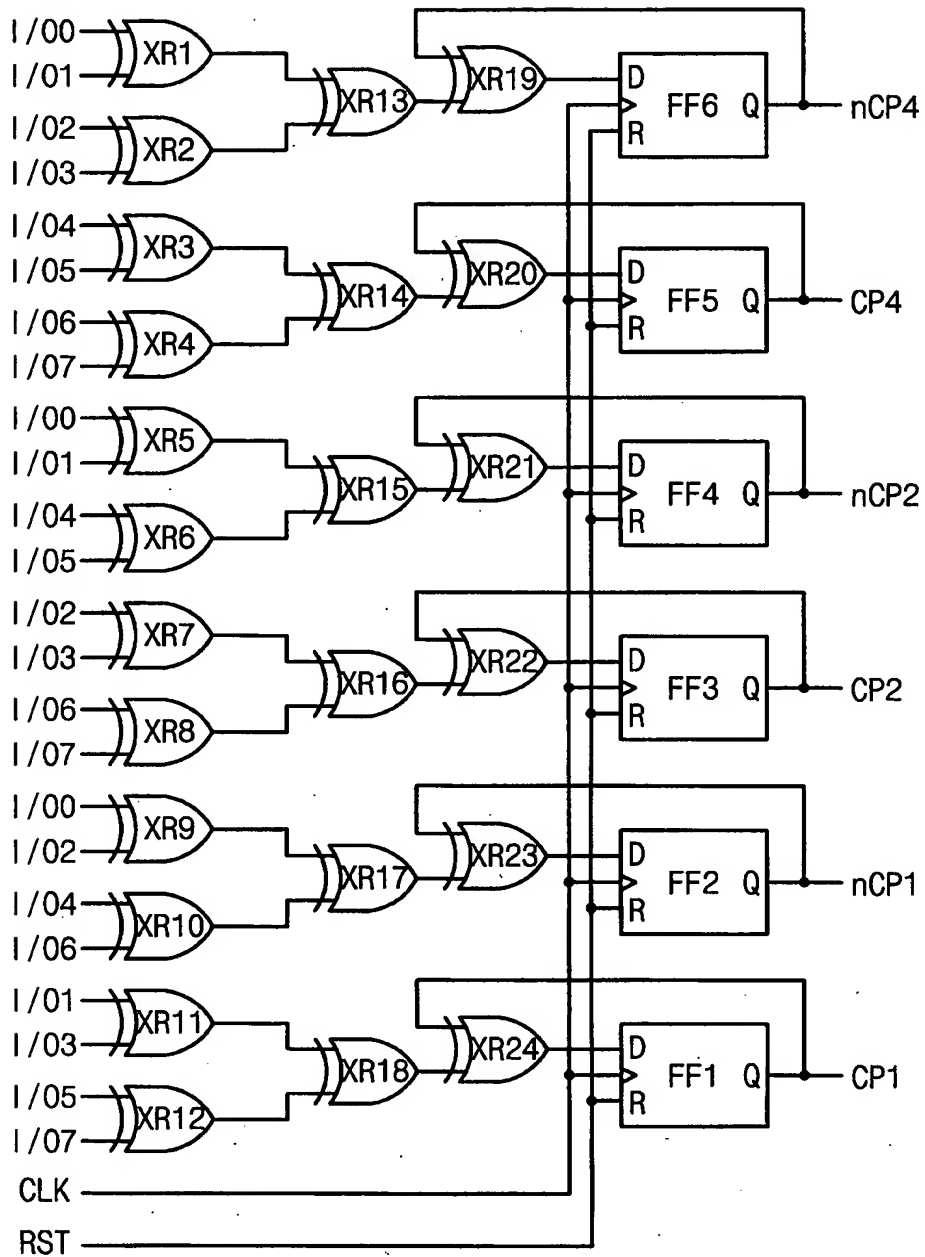 I/00
I/01
XR1
I/02
I/03
XR2
XR13
XR19
D
R
FF6
Q
nCP4
I/04
I/05
XR3
I/06
I/07
XR4
XR14
XR20
D
R
FF5
Q
CP4
I/00
I/01
XR5
I/04
I/05
XR6
XR15
XR21
D
R
FF4
Q
nCP2
I/02
I/03
XR7
I/06
I/07
XR8
XR16
XR22
D
R
FF3
Q
CP2
I/00
I/02
XR9
I/04
I/06
XR10
XR17
XR23
D
R
FF2
Q
nCP1
I/01
I/03
XR11
I/05
I/07
XR12
XR18
XR24
D
R
FF1
Q
CP1
CLK
RST